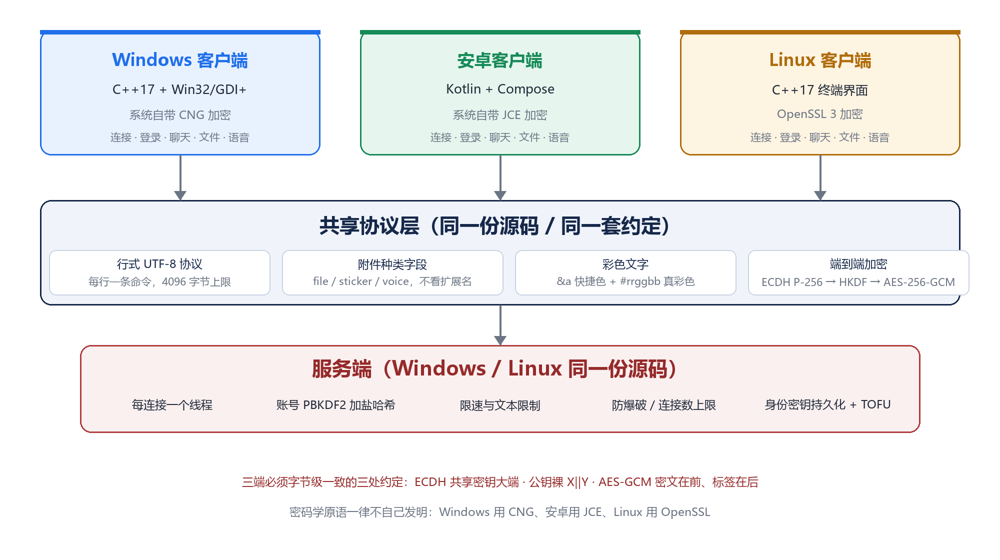 Windows 客户端
C++17 + Win32/GDI+
系统自带 CNG 加密
连接 · 登录 · 聊天 · 文件 · 语音
安卓客户端
Kotlin + Compose
系统自带 JCE 加密
连接 · 登录 · 聊天 · 文件 · 语音
Linux 客户端
C++17 终端界面
OpenSSL 3 加密
连接 · 登录 · 聊天 · 文件 · 语音
共享协议层（同一份源码 / 同一套约定）
行式 UTF-8 协议
每行一条命令，4096 字节上限
附件种类字段
file / sticker / voice，不看扩展名
彩色文字
&a 快捷色 + #rrggbb 真彩色
端到端加密
ECDH P-256 → HKDF → AES-256-GCM
服务端（Windows / Linux 同一份源码）
每连接一个线程
账号 PBKDF2 加盐哈希
限速与文本限制
防爆破 / 连接数上限
身份密钥持久化 + TOFU
三端必须字节级一致的三处约定：ECDH 共享密钥大端 · 公钥裸 X||Y · AES-GCM 密文在前、标签在后
密码学原语一律不自己发明：Windows 用 CNG、安卓用 JCE、Linux 用 OpenSSL